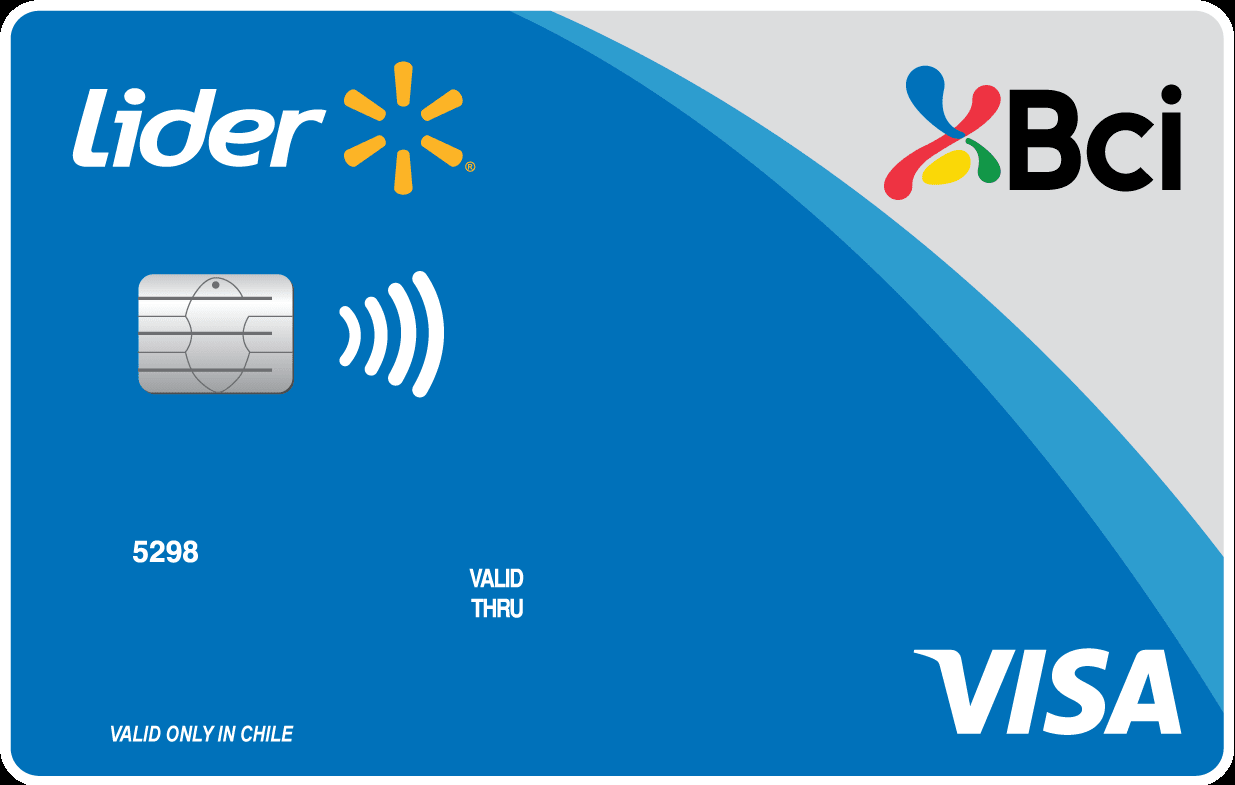 Lider ®
Bci
5298
VALID
THRU
VISA
VALID ONLY IN CHILE